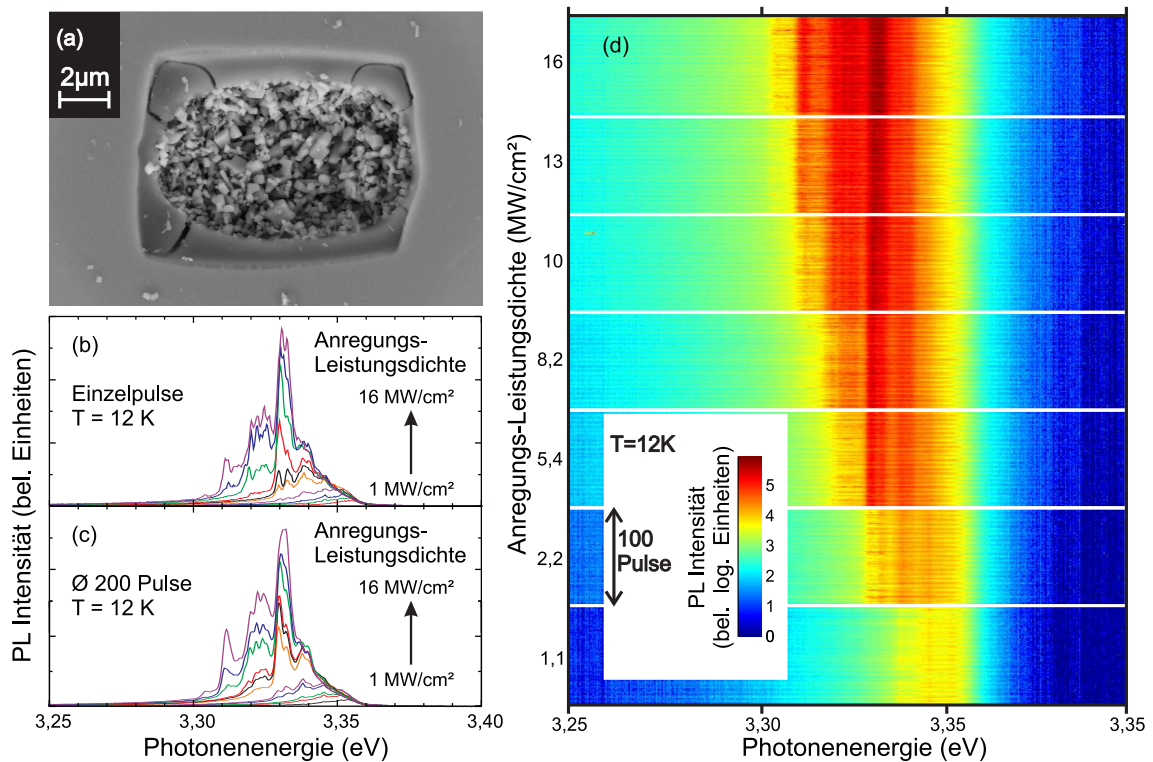 (a)
2µm
PL Intensität (bel. Einheiten)
(b)
Einzelpulse
T = 12 K
Anregungs-
Leistungsdichte
16 MW/cm²
1 MW/cm²
(c)
Ø 200 Pulse
T = 12 K
Anregungs-
Leistungsdichte
16 MW/cm²
1 MW/cm²
3,25 3,30 3,35 3,40
Photonenenergie (eV)
(d)
Anregungs-Leistungsdichte (MW/cm²)
16
13
10
8,2
5,4
2,2
1,1
T=12K
100
Pulse
PL Intensität
(bel. log. Einheiten)
5
4
3
2
1
0
3,25 3,30 3,35 3,35
Photonenenergie (eV)